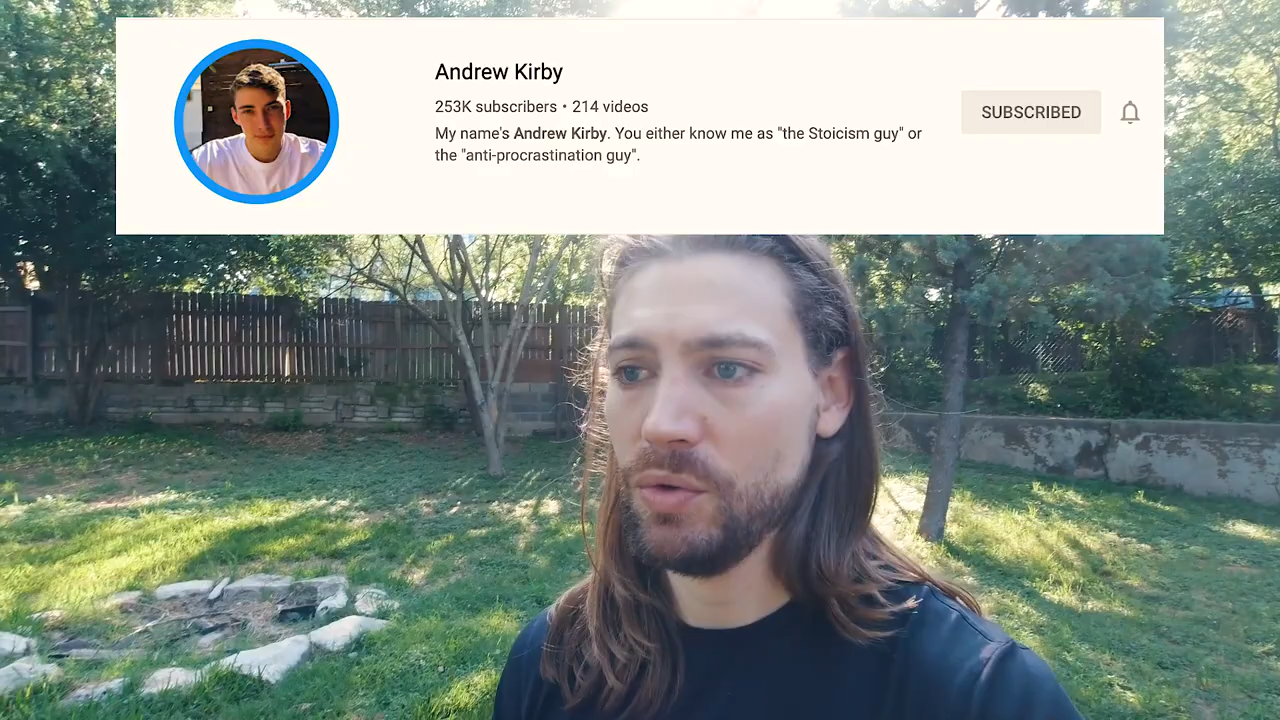 Andrew Kirby
253K subscribers • 214 videos
My name's Andrew Kirby. You either know me as "the Stoicism guy" or
the "anti-procrastination guy".
SUBSCRIBED